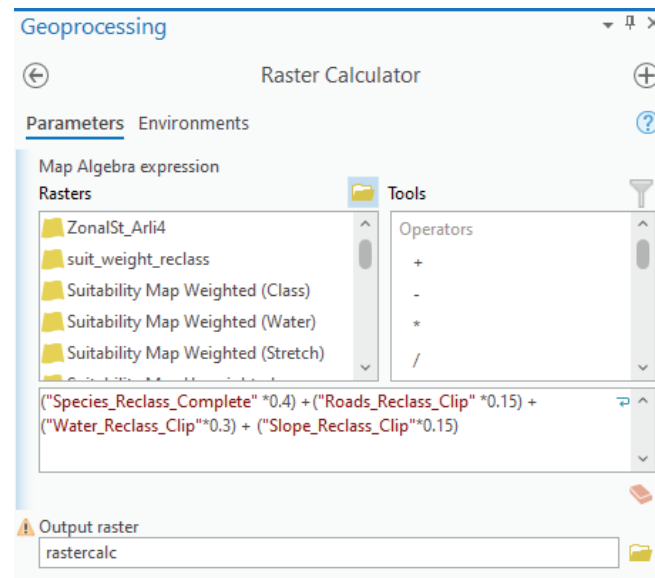 Geoprocessing
Raster Calculator
Parameters Environments
Map Algebra expression
Rasters
Tools
ZonalSt_Arli4
suit_weight_reclass
Suitability Map Weighted (Class)
Suitability Map Weighted (Water)
Suitability Map Weighted (Stretch)
Operators
+
-
*
/
("Species_Reclass_Complete" *0.4) +("Roads_Reclass_Clip" *0.15) +
("Water_Reclass_Clip"*0.3) + ("Slope_Reclass_Clip"*0.15)
Output raster
rastercalc